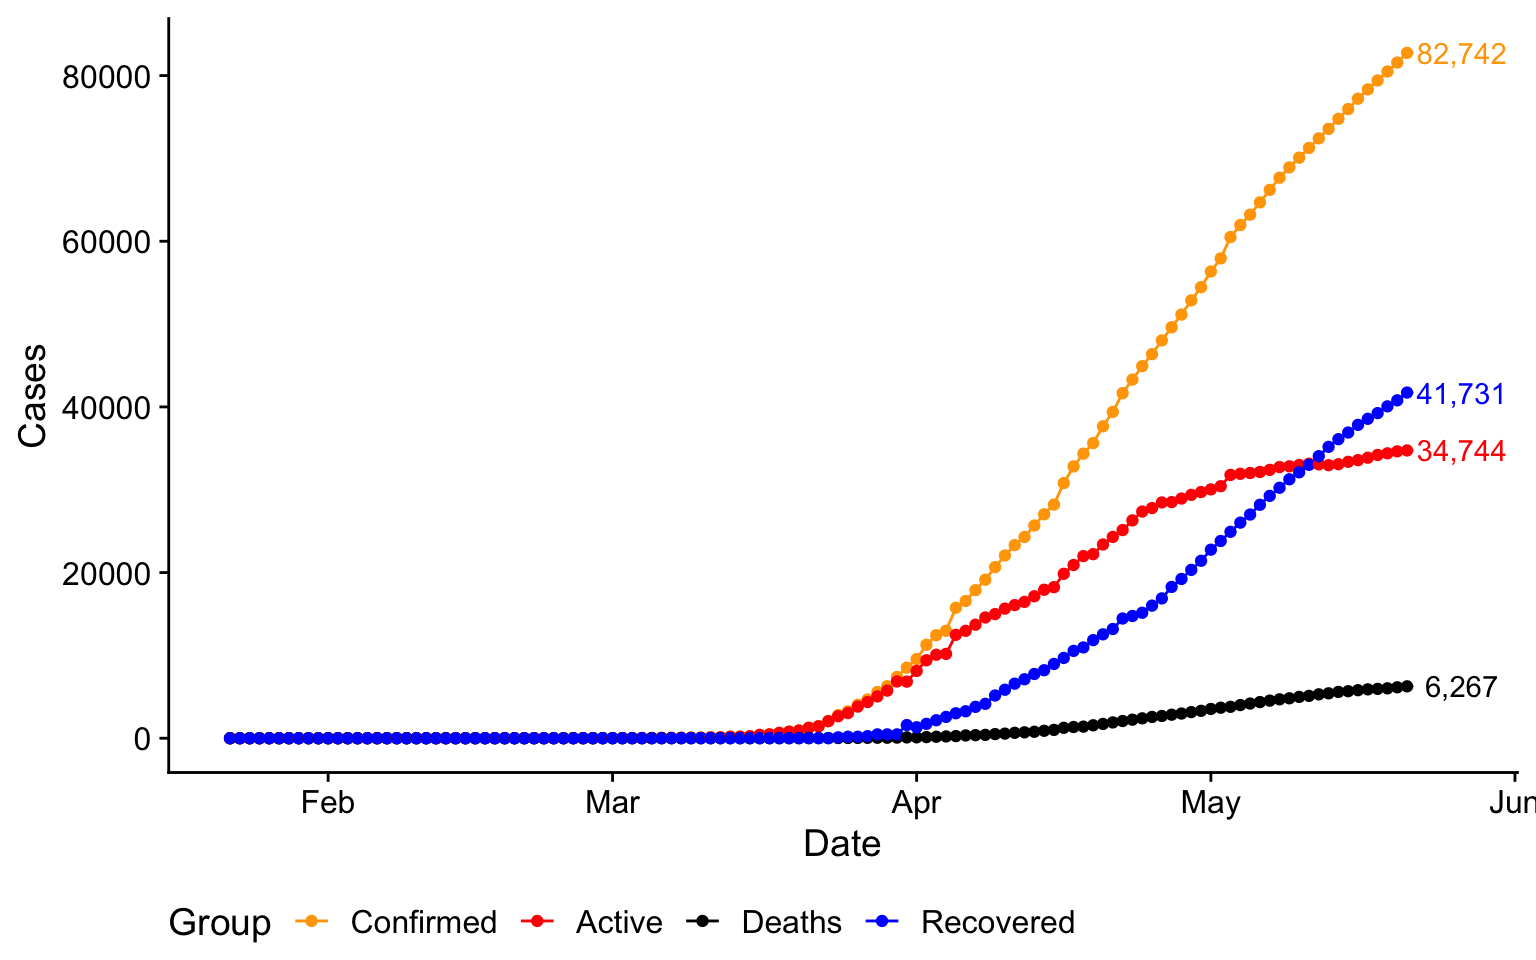 82,742
80000
60000
41,731
40000
34,744
20000
6,267
0
Cases
Feb Mar Apr May Jun
Date
Group Confirmed Active Deaths Recovered